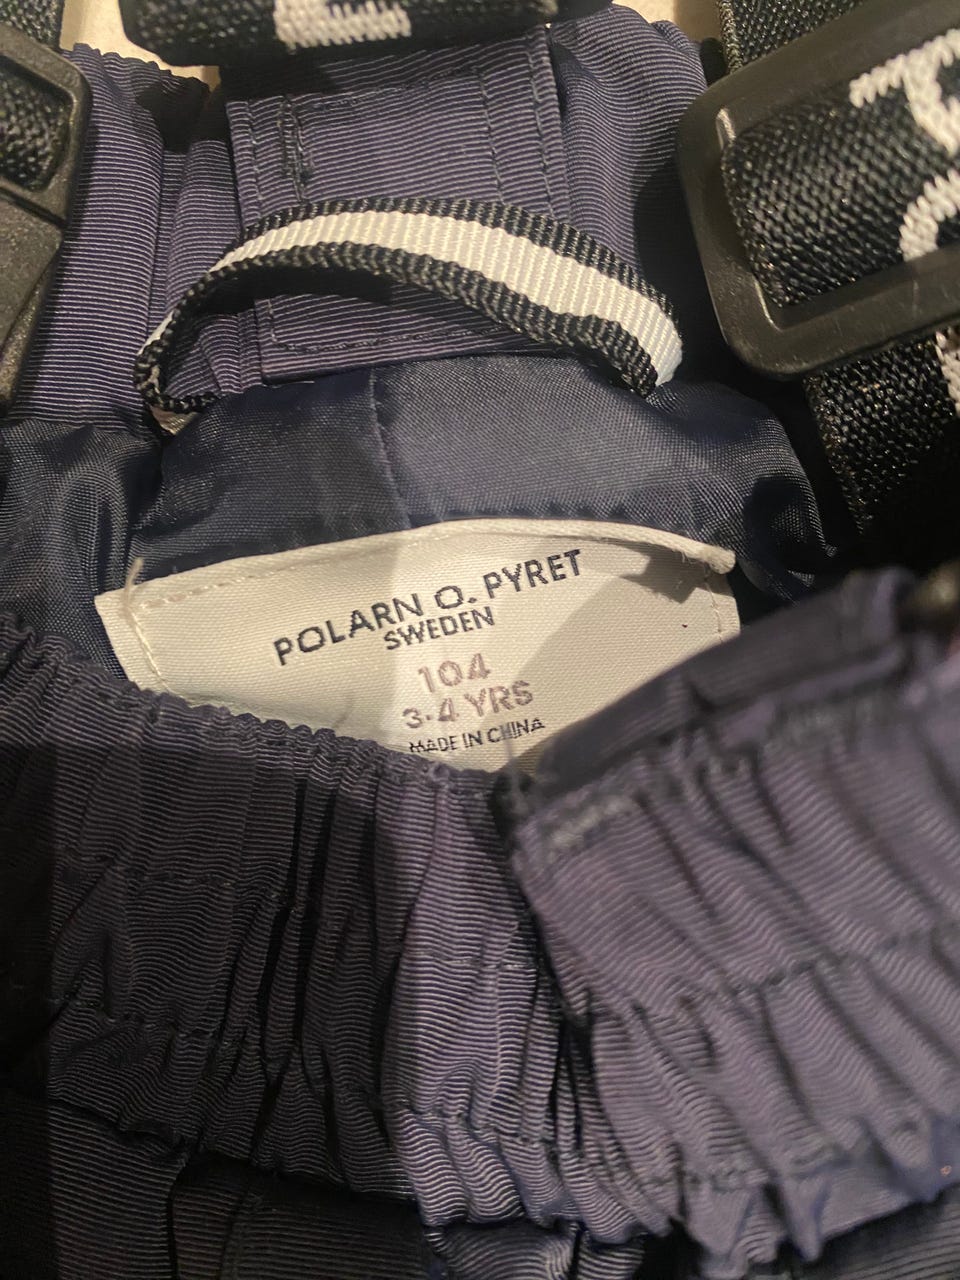 POLARN O. PYRET
SWEDEN
104
3-4 YRS
MADE IN CHINA